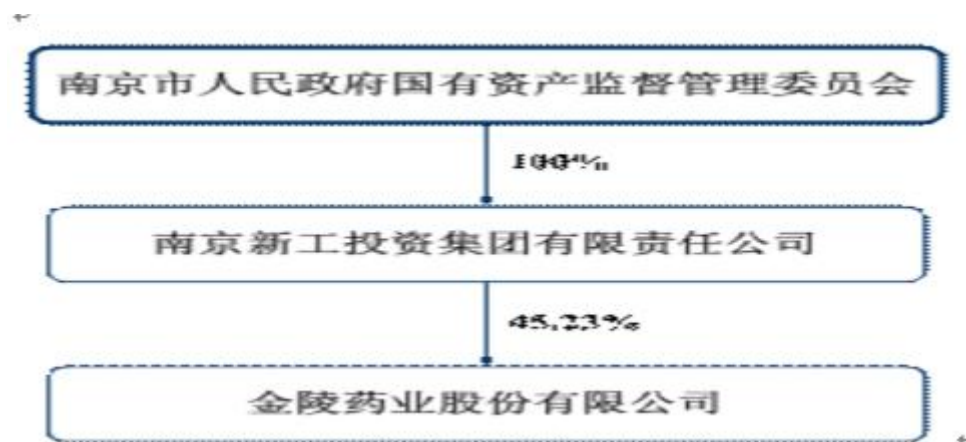 南京市人民政府国有资产监督管理委员会
100%
南京新工投资集团有限责任公司
45.23%
金陵药业股份有限公司